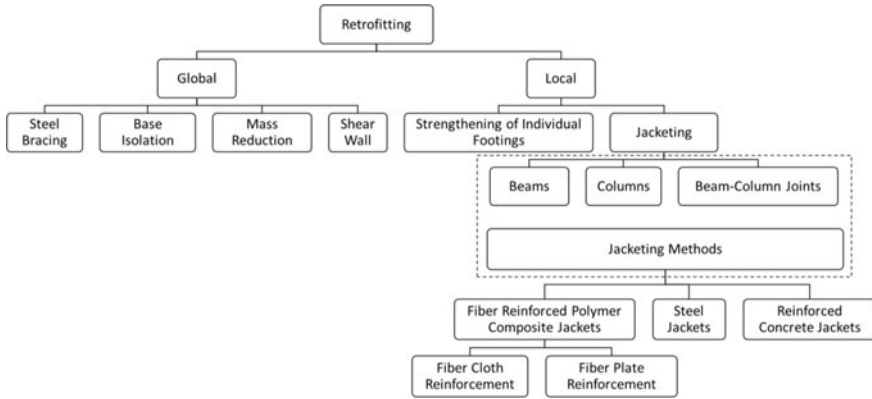 Retrofitting
Global
Local
Steel
Bracing
Base
Isolation
Mass
Reduction
Shear
Wall
Strengthening of Individual
Footings
Jacketing
Beams
Columns
Beam-Column Joints
Jacketing Methods
Fiber Reinforced Polymer
Composite Jackets
Steel
Jackets
Reinforced
Concrete Jackets
Fiber Cloth
Reinforcement
Fiber Plate
Reinforcement